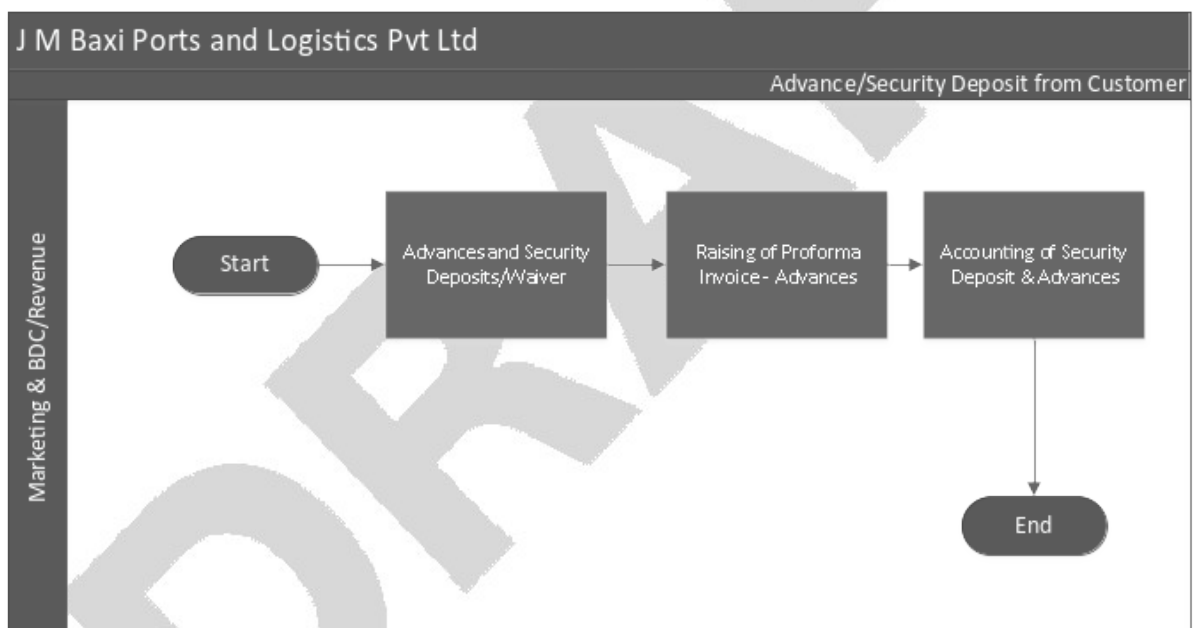 J M Baxi Ports and Logistics Pvt Ltd
Advance/Security Deposit from Customer
Marketing & BDC/Revenue
Start
Advances and Security
Deposits/Waiver
Raising of Proforma
Invoice - Advances
Accounting of Security
Deposit & Advances
End